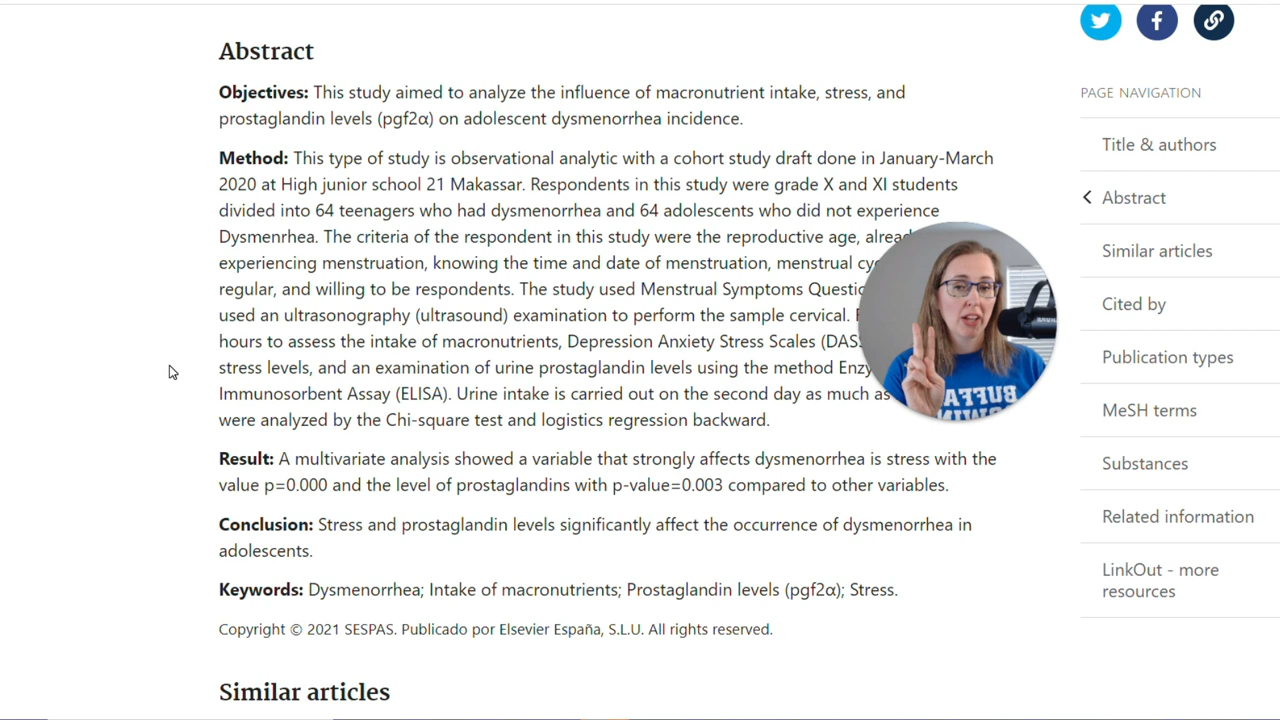 Abstract
Objectives: This study aimed to analyze the influence of macronutrient intake, stress, and
prostaglandin levels (pgf2α) on adolescent dysmenorrhea incidence.
Method: This type of study is observational analytic with a cohort study draft done in January-March
2020 at High junior school 21 Makassar. Respondents in this study were grade X and XI students
divided into 64 teenagers who had dysmenorrhea and 64 adolescents who did not experience
Dysmenrhea. The criteria of the respondent in this study were the reproductive age,
experiencing menstruation, knowing the time and date of menstruation, menstrual
regular, and willing to be respondents. The study used Menstrual Symptoms
used an ultrasonography (ultrasound) examination to perform the sample cervical.
hours to assess the intake of macronutrients, Depression Anxiety Stress Scales
stress levels, and an examination of urine prostaglandin levels using the method
Immunosorbent Assay (ELISA). Urine intake is carried out on the second day as much as
were analyzed by the Chi-square test and logistics regression backward.
Result: A multivariate analysis showed a variable that strongly affects dysmenorrhea is stress with the
value p=0.000 and the level of prostaglandins with p-value=0.003 compared to other variables.
Conclusion: Stress and prostaglandin levels significantly affect the occurrence of dysmenorrhea in
adolescents.
Keywords: Dysmenorrhea; Intake of macronutrients; Prostaglandin levels (pgf2α); Stress.
Copyright © 2021 SESPAS. Publicado por Elsevier España, S.L.U. All rights reserved.
Similar articles
PAGE NAVIGATION
Title & authors
Abstract
Similar articles
Cited by
Publication types
MeSH terms
Substances
Related information
LinkOut - more
resources